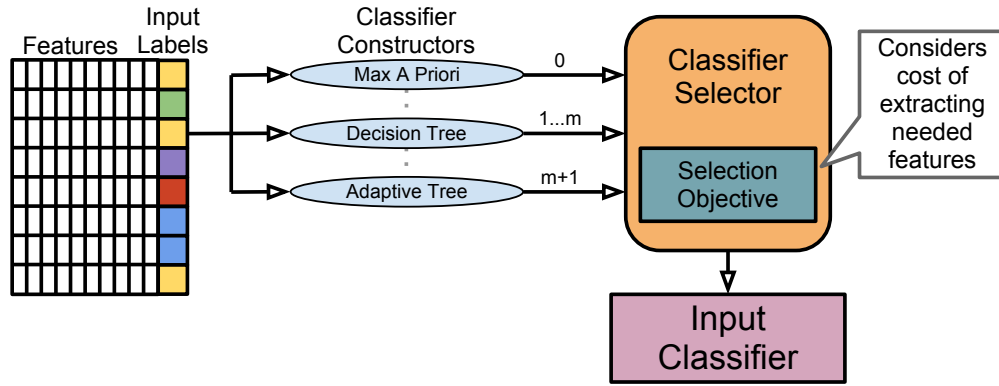 Features
Input
Labels
Classifier
Constructors
Max A Priori
Decision Tree
Adaptive Tree
0
1...m
m+1
Classifier
Selector
Selection
Objective
Considers
cost of
extracting
needed
features
Input
Classifier